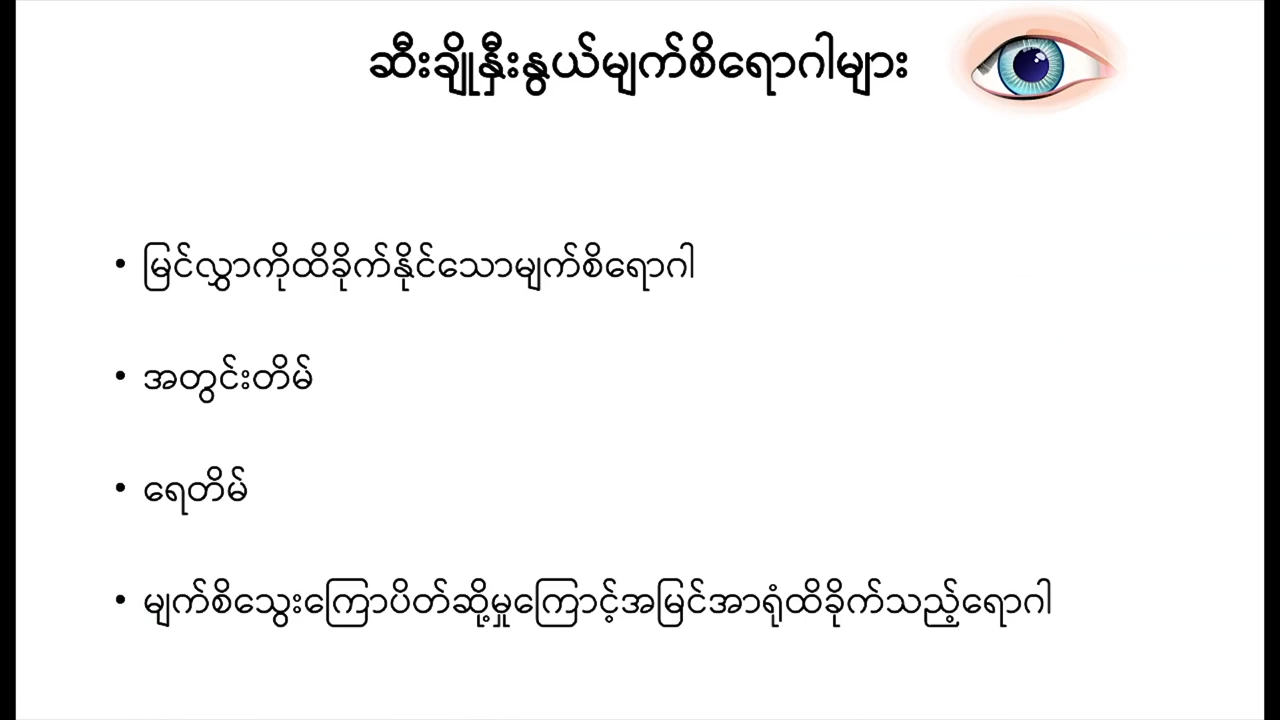 ဆီးချိုနှီးနွယ်မျက်စိရောဂါများ
• မြင်လွှာကိုထိခိုက်နိုင်သောမျက်စိရောဂါ
• အတွင်းတိမ်
• ရေတိမ်
• မျက်စိသွေးကြောပိတ်ဆို့မှုကြောင့်အမြင်အာရုံထိခိုက်သည့်ရောဂါ